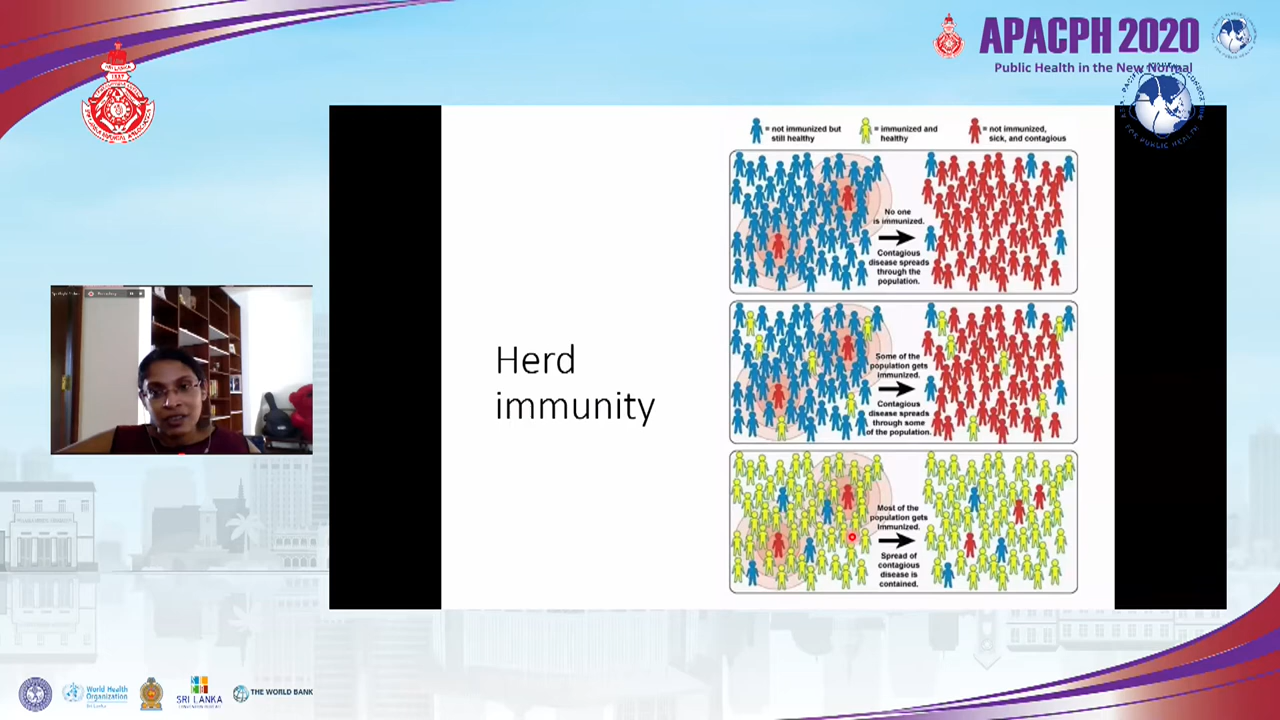 APACPH 2020
Public Health in the New Normal
Herd
immunity
= not immunized but
still healthy
= immunized and
healthy
= not immunized,
sick, and contagious
No one
is immunized.
Contagious
disease spreads
through the
population.
Some of the
population gets
immunized.
Contagious
disease spreads
through some
of the population.
Most of the
population gets
immunized.
Spread of
contagious
disease is
contained.
World Health
Organization
Sri Lanka
SRI LANKA
THE WORLD BANK